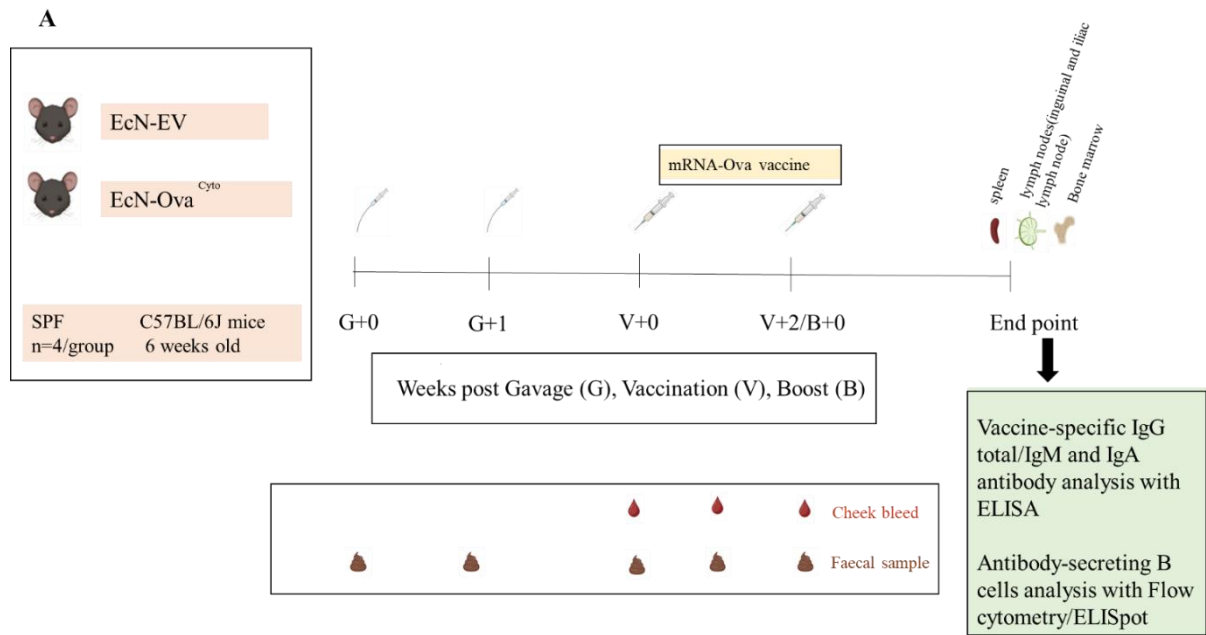 A
EcN-EV
EcN-Ova Cyto
SPF C57BL/6J mice
n=4/group 6 weeks old
mRNA-Ova vaccine
spleen
lymph nodes(inguinal and iliac
lymph node)
Bone marrow
G+0 G+1 V+0 V+2/B+0 End point
Weeks post Gavage (G), Vaccination (V), Boost (B)
Cheek bleed
Faecal sample
Vaccine-specific IgG
total/IgM and IgA
antibody analysis with
ELISA
Antibody-secreting B
cells analysis with Flow
cytometry/ELISpot